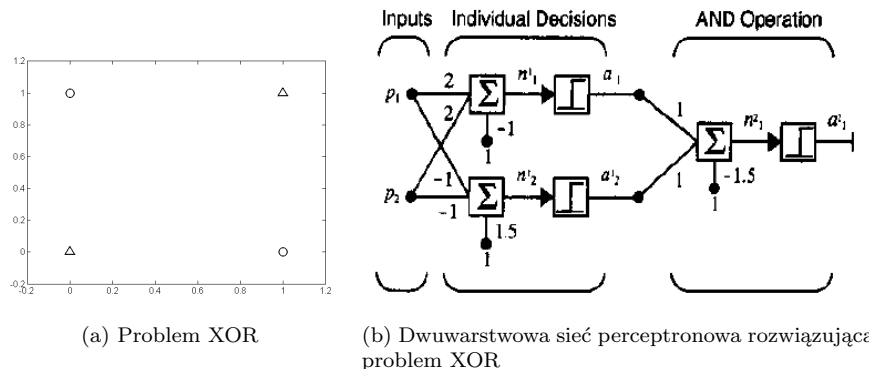 1.2
1
0.8
0.6
0.4
0.2
0
-0.2
-0.2 0 0.2 0.4 0.6 0.8 1 1.2
(a) Problem XOR
Inputs Individual Decisions AND Operation
p1 2 Σ n¹1 a¹1
2 -1
1
p2 -1 Σ n¹2 a¹2
-1 1.5
1
1 Σ n²1 a²1
1 -1.5
1
(b) Dwuwarstwowa sieć perceptronowa rozwiązująca
problem XOR